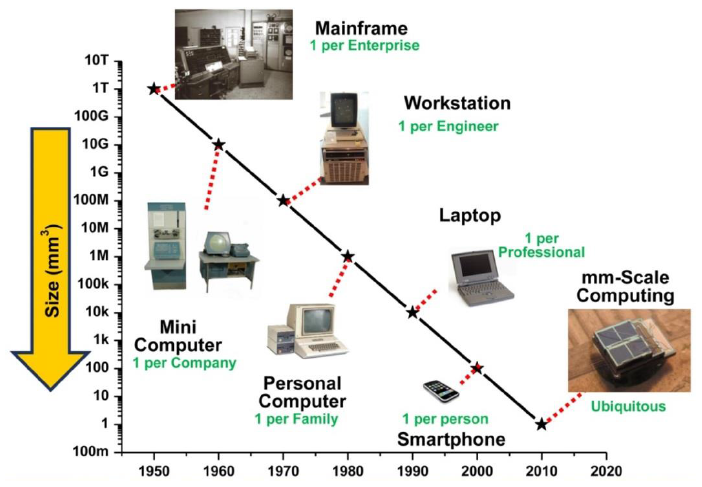 Mainframe
1 per Enterprise
Workstation
1 per Engineer
Laptop
1 per
Professional
mm-Scale
Computing
Ubiquitous
Mini
Computer
1 per Company
Personal
Computer
1 per Family
1 per person
Smartphone
Size (mm³)
10T
1T
100G
10G
1G
100M
10M
1M
100k
10k
1k
100
10
1
100m
1950
1960
1970
1980
1990
2000
2010
2020